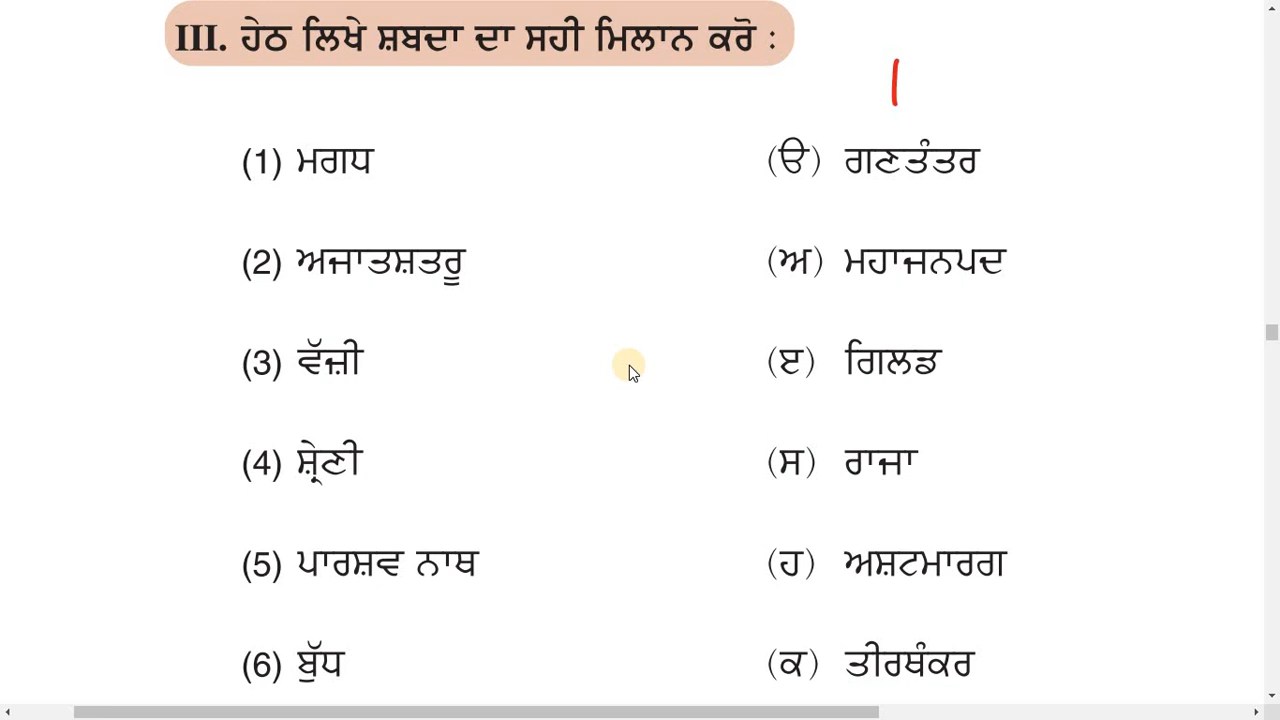 III. ਹੇਠ ਲਿਖੇ ਸ਼ਬਦਾ ਦਾ ਸਹੀ ਮਿਲਾਨ ਕਰੋ :
(1) ਮਗਧ (ੳ) ਗਣਤੰਤਰ
(2) ਅਜਾਤਸ਼ਤਰੂ (ਅ) ਮਹਾਜਨਪਦ
(3) ਵੱਜ਼ੀ (ੲ) ਗਿਲਡ
(4) ਸ਼੍ਰੇਣੀ (ਸ) ਰਾਜਾ
(5) ਪਾਰਸ਼ਵ ਨਾਥ (ਹ) ਅਸ਼ਟਮਾਰਗ
(6) ਬੁੱਧ (ਕ) ਤੀਰਥੰਕਰ